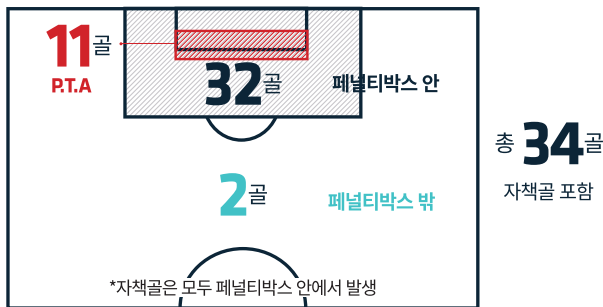 11골
P.T.A
32골
페널티박스 안
총 34골
자책골 포함
2골
페널티박스 밖
*자책골은 모두 페널티박스 안에서 발생